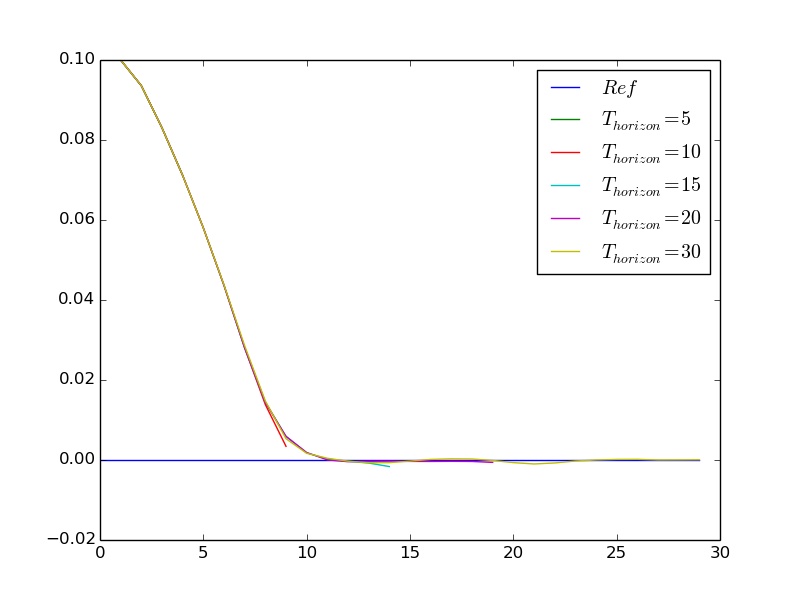 0.10
0.08
0.06
0.04
0.02
0.00
−0.02
0 5 10 15 20 25 30
Ref
T_horizon = 5
T_horizon = 10
T_horizon = 15
T_horizon = 20
T_horizon = 30